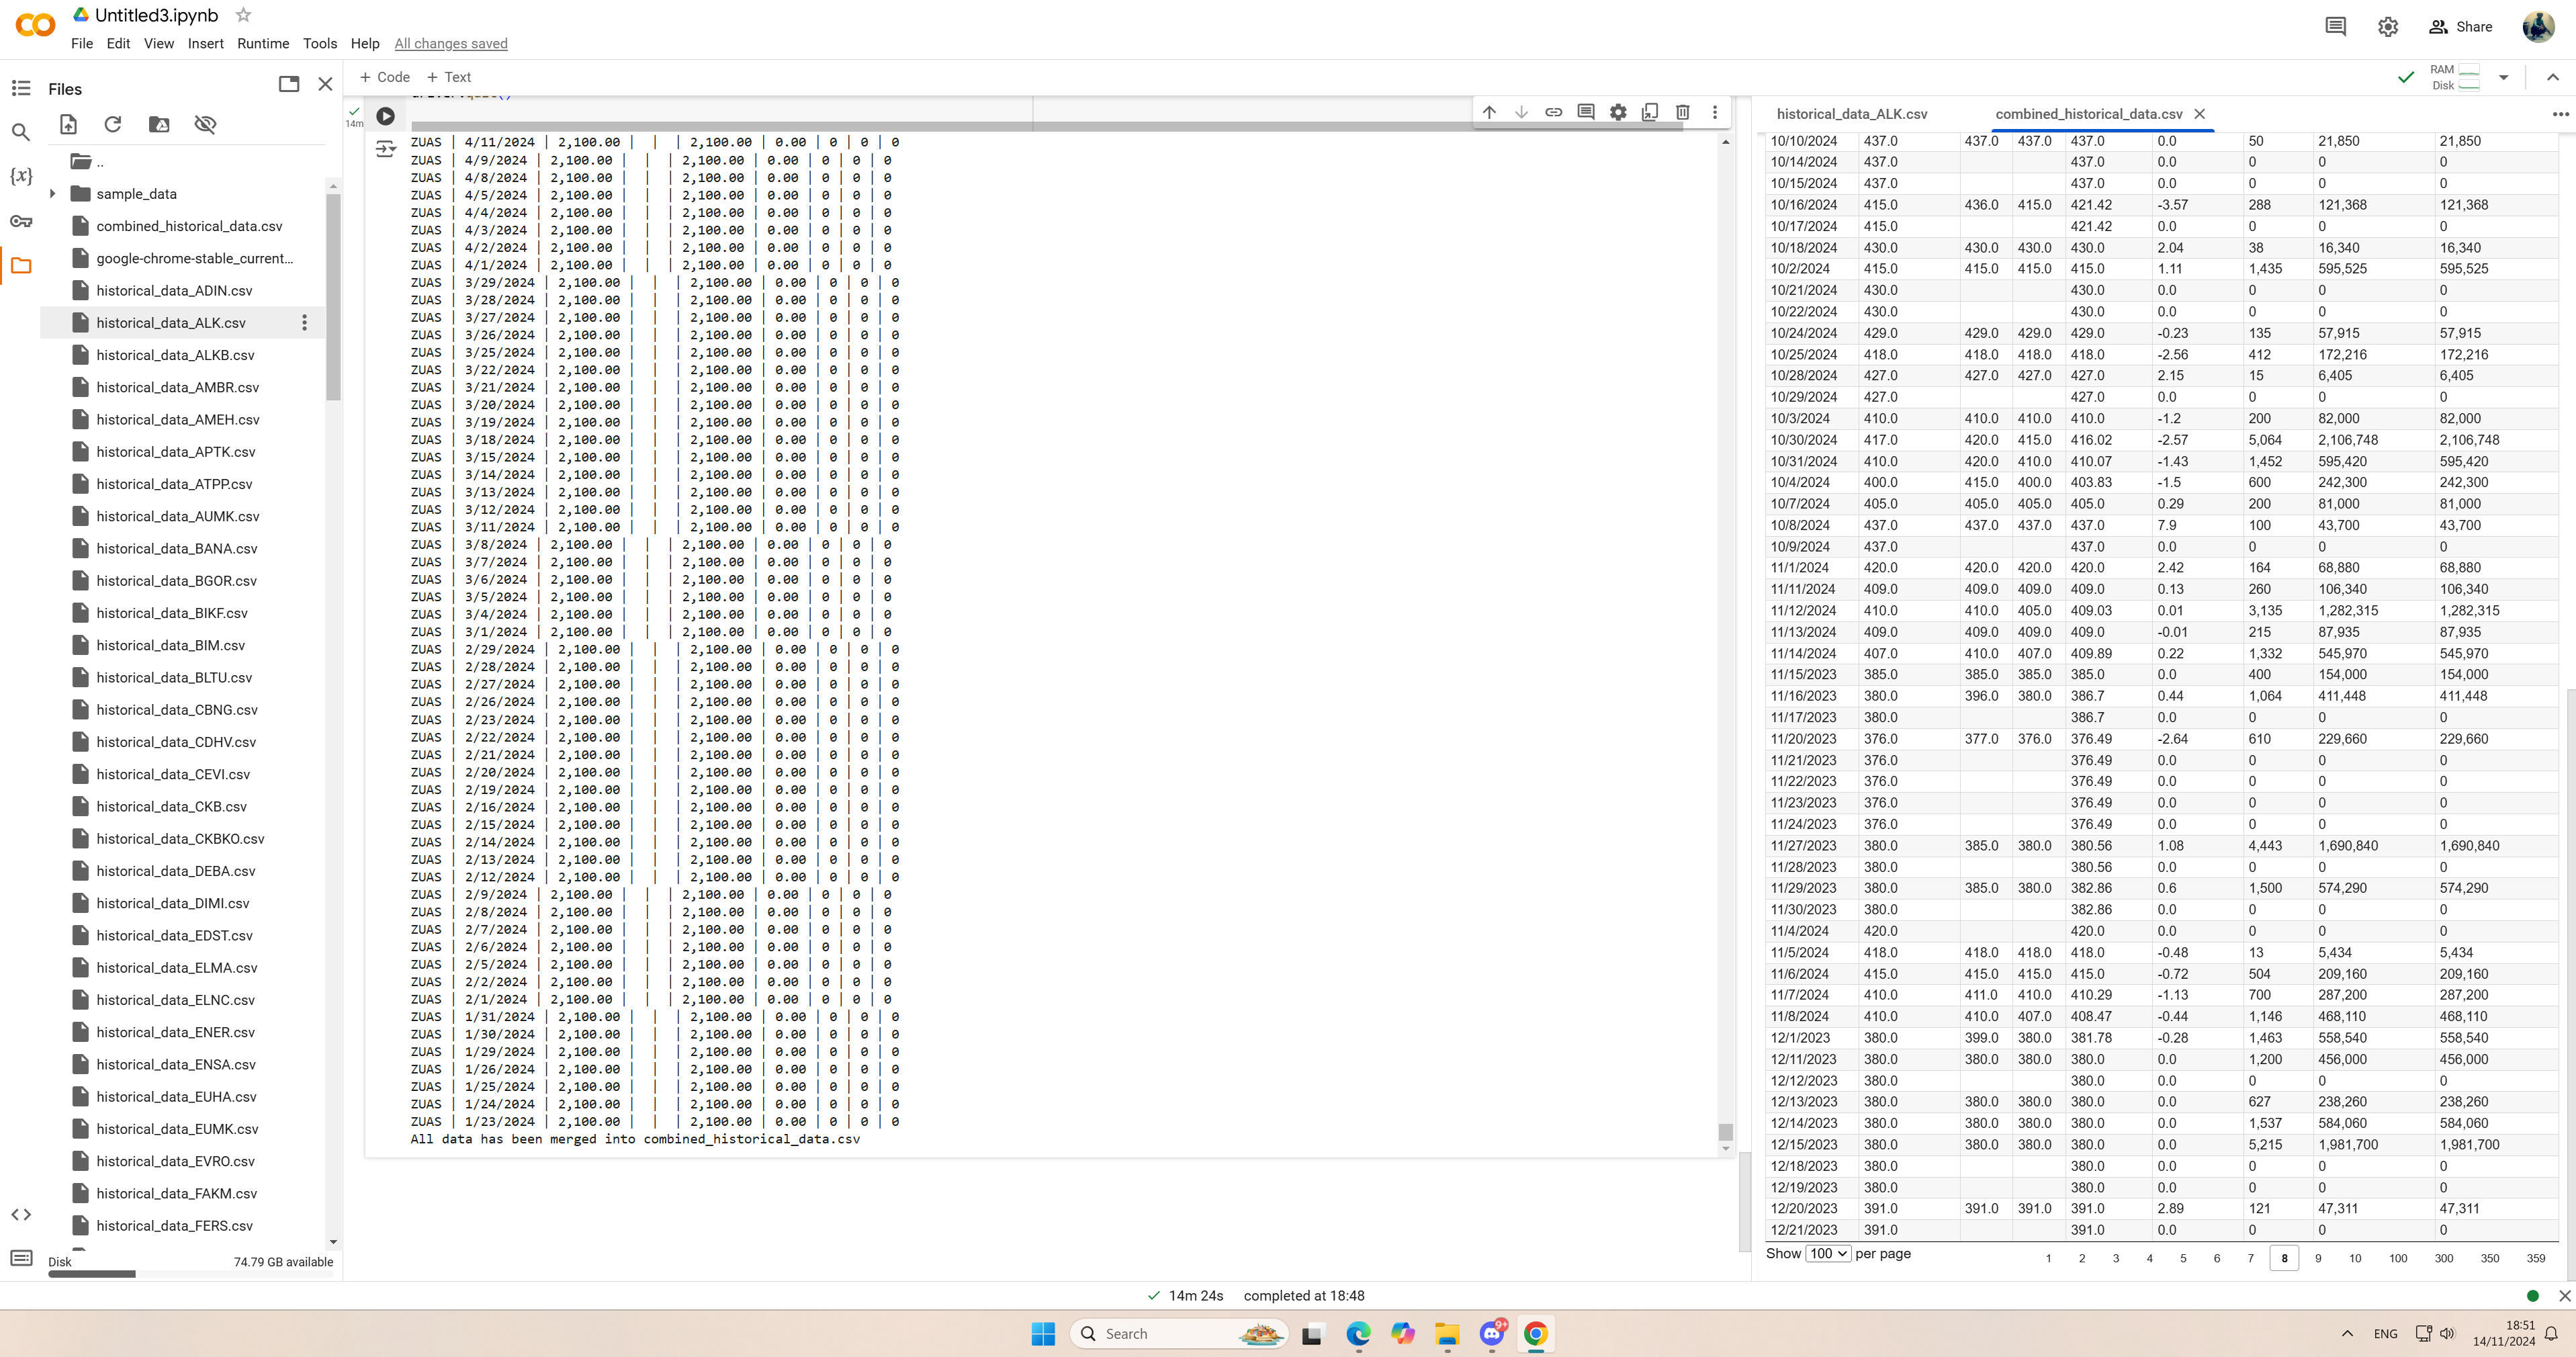 Untitled3.ipynb
File Edit View Insert Runtime Tools Help All changes saved
Share
Files
+ Code + Text
RAM
Disk
..
sample_data
combined_historical_data.csv
google-chrome-stable_current...
historical_data_ADIN.csv
historical_data_ALK.csv
historical_data_ALKB.csv
historical_data_AMBR.csv
historical_data_AMEH.csv
historical_data_APTK.csv
historical_data_ATPP.csv
historical_data_AUMK.csv
historical_data_BANA.csv
historical_data_BGOR.csv
historical_data_BIKF.csv
historical_data_BIM.csv
historical_data_BLTU.csv
historical_data_CBNG.csv
historical_data_CDHV.csv
historical_data_CEVI.csv
historical_data_CKB.csv
historical_data_CKBKO.csv
historical_data_DEBA.csv
historical_data_DIMI.csv
historical_data_EDST.csv
historical_data_ELMA.csv
historical_data_ELNC.csv
historical_data_ENER.csv
historical_data_ENSA.csv
historical_data_EUHA.csv
historical_data_EUMK.csv
historical_data_EVRO.csv
historical_data_FAKM.csv
historical_data_FERS.csv
Disk 74.79 GB available
14m
ZUAS | 4/11/2024 | 2,100.00 | | | 2,100.00 | 0.00 | 0 | 0 | 0
ZUAS | 4/9/2024 | 2,100.00 | | | 2,100.00 | 0.00 | 0 | 0 | 0
ZUAS | 4/8/2024 | 2,100.00 | | | 2,100.00 | 0.00 | 0 | 0 | 0
ZUAS | 4/5/2024 | 2,100.00 | | | 2,100.00 | 0.00 | 0 | 0 | 0
ZUAS | 4/4/2024 | 2,100.00 | | | 2,100.00 | 0.00 | 0 | 0 | 0
ZUAS | 4/3/2024 | 2,100.00 | | | 2,100.00 | 0.00 | 0 | 0 | 0
ZUAS | 4/2/2024 | 2,100.00 | | | 2,100.00 | 0.00 | 0 | 0 | 0
ZUAS | 4/1/2024 | 2,100.00 | | | 2,100.00 | 0.00 | 0 | 0 | 0
ZUAS | 3/29/2024 | 2,100.00 | | | 2,100.00 | 0.00 | 0 | 0 | 0
ZUAS | 3/28/2024 | 2,100.00 | | | 2,100.00 | 0.00 | 0 | 0 | 0
ZUAS | 3/27/2024 | 2,100.00 | | | 2,100.00 | 0.00 | 0 | 0 | 0
ZUAS | 3/26/2024 | 2,100.00 | | | 2,100.00 | 0.00 | 0 | 0 | 0
ZUAS | 3/25/2024 | 2,100.00 | | | 2,100.00 | 0.00 | 0 | 0 | 0
ZUAS | 3/22/2024 | 2,100.00 | | | 2,100.00 | 0.00 | 0 | 0 | 0
ZUAS | 3/21/2024 | 2,100.00 | | | 2,100.00 | 0.00 | 0 | 0 | 0
ZUAS | 3/20/2024 | 2,100.00 | | | 2,100.00 | 0.00 | 0 | 0 | 0
ZUAS | 3/19/2024 | 2,100.00 | | | 2,100.00 | 0.00 | 0 | 0 | 0
ZUAS | 3/18/2024 | 2,100.00 | | | 2,100.00 | 0.00 | 0 | 0 | 0
ZUAS | 3/15/2024 | 2,100.00 | | | 2,100.00 | 0.00 | 0 | 0 | 0
ZUAS | 3/14/2024 | 2,100.00 | | | 2,100.00 | 0.00 | 0 | 0 | 0
ZUAS | 3/13/2024 | 2,100.00 | | | 2,100.00 | 0.00 | 0 | 0 | 0
ZUAS | 3/12/2024 | 2,100.00 | | | 2,100.00 | 0.00 | 0 | 0 | 0
ZUAS | 3/11/2024 | 2,100.00 | | | 2,100.00 | 0.00 | 0 | 0 | 0
ZUAS | 3/8/2024 | 2,100.00 | | | 2,100.00 | 0.00 | 0 | 0 | 0
ZUAS | 3/7/2024 | 2,100.00 | | | 2,100.00 | 0.00 | 0 | 0 | 0
ZUAS | 3/6/2024 | 2,100.00 | | | 2,100.00 | 0.00 | 0 | 0 | 0
ZUAS | 3/5/2024 | 2,100.00 | | | 2,100.00 | 0.00 | 0 | 0 | 0
ZUAS | 3/4/2024 | 2,100.00 | | | 2,100.00 | 0.00 | 0 | 0 | 0
ZUAS | 3/1/2024 | 2,100.00 | | | 2,100.00 | 0.00 | 0 | 0 | 0
ZUAS | 2/29/2024 | 2,100.00 | | | 2,100.00 | 0.00 | 0 | 0 | 0
ZUAS | 2/28/2024 | 2,100.00 | | | 2,100.00 | 0.00 | 0 | 0 | 0
ZUAS | 2/27/2024 | 2,100.00 | | | 2,100.00 | 0.00 | 0 | 0 | 0
ZUAS | 2/26/2024 | 2,100.00 | | | 2,100.00 | 0.00 | 0 | 0 | 0
ZUAS | 2/23/2024 | 2,100.00 | | | 2,100.00 | 0.00 | 0 | 0 | 0
ZUAS | 2/22/2024 | 2,100.00 | | | 2,100.00 | 0.00 | 0 | 0 | 0
ZUAS | 2/21/2024 | 2,100.00 | | | 2,100.00 | 0.00 | 0 | 0 | 0
ZUAS | 2/20/2024 | 2,100.00 | | | 2,100.00 | 0.00 | 0 | 0 | 0
ZUAS | 2/19/2024 | 2,100.00 | | | 2,100.00 | 0.00 | 0 | 0 | 0
ZUAS | 2/16/2024 | 2,100.00 | | | 2,100.00 | 0.00 | 0 | 0 | 0
ZUAS | 2/15/2024 | 2,100.00 | | | 2,100.00 | 0.00 | 0 | 0 | 0
ZUAS | 2/14/2024 | 2,100.00 | | | 2,100.00 | 0.00 | 0 | 0 | 0
ZUAS | 2/13/2024 | 2,100.00 | | | 2,100.00 | 0.00 | 0 | 0 | 0
ZUAS | 2/12/2024 | 2,100.00 | | | 2,100.00 | 0.00 | 0 | 0 | 0
ZUAS | 2/9/2024 | 2,100.00 | | | 2,100.00 | 0.00 | 0 | 0 | 0
ZUAS | 2/8/2024 | 2,100.00 | | | 2,100.00 | 0.00 | 0 | 0 | 0
ZUAS | 2/7/2024 | 2,100.00 | | | 2,100.00 | 0.00 | 0 | 0 | 0
ZUAS | 2/6/2024 | 2,100.00 | | | 2,100.00 | 0.00 | 0 | 0 | 0
ZUAS | 2/5/2024 | 2,100.00 | | | 2,100.00 | 0.00 | 0 | 0 | 0
ZUAS | 2/2/2024 | 2,100.00 | | | 2,100.00 | 0.00 | 0 | 0 | 0
ZUAS | 2/1/2024 | 2,100.00 | | | 2,100.00 | 0.00 | 0 | 0 | 0
ZUAS | 1/31/2024 | 2,100.00 | | | 2,100.00 | 0.00 | 0 | 0 | 0
ZUAS | 1/30/2024 | 2,100.00 | | | 2,100.00 | 0.00 | 0 | 0 | 0
ZUAS | 1/29/2024 | 2,100.00 | | | 2,100.00 | 0.00 | 0 | 0 | 0
ZUAS | 1/26/2024 | 2,100.00 | | | 2,100.00 | 0.00 | 0 | 0 | 0
ZUAS | 1/25/2024 | 2,100.00 | | | 2,100.00 | 0.00 | 0 | 0 | 0
ZUAS | 1/24/2024 | 2,100.00 | | | 2,100.00 | 0.00 | 0 | 0 | 0
ZUAS | 1/23/2024 | 2,100.00 | | | 2,100.00 | 0.00 | 0 | 0 | 0
All data has been merged into combined_historical_data.csv
historical_data_ALK.csv combined_historical_data.csv
10/10/2024 437.0 437.0 437.0 437.0 0.0 50 21,850 21,850
10/14/2024 437.0 437.0 0.0 0 0 0
10/15/2024 437.0 437.0 0.0 0 0 0
10/16/2024 415.0 436.0 415.0 421.42 -3.57 288 121,368 121,368
10/17/2024 415.0 421.42 0.0 0 0 0
10/18/2024 430.0 430.0 430.0 430.0 2.04 38 16,340 16,340
10/2/2024 415.0 415.0 415.0 415.0 1.11 1,435 595,525 595,525
10/21/2024 430.0 430.0 0.0 0 0 0
10/22/2024 430.0 430.0 0.0 0 0 0
10/24/2024 429.0 429.0 429.0 429.0 -0.23 135 57,915 57,915
10/25/2024 418.0 418.0 418.0 418.0 -2.56 412 172,216 172,216
10/28/2024 427.0 427.0 427.0 427.0 2.15 15 6,405 6,405
10/29/2024 427.0 427.0 0.0 0 0 0
10/3/2024 410.0 410.0 410.0 410.0 -1.2 200 82,000 82,000
10/30/2024 417.0 420.0 415.0 416.02 -2.57 5,064 2,106,748 2,106,748
10/31/2024 410.0 420.0 410.0 410.07 -1.43 1,452 595,420 595,420
10/4/2024 400.0 415.0 400.0 403.83 -1.5 600 242,300 242,300
10/7/2024 405.0 405.0 405.0 405.0 0.29 200 81,000 81,000
10/8/2024 437.0 437.0 437.0 437.0 7.9 100 43,700 43,700
10/9/2024 437.0 437.0 0.0 0 0 0
11/1/2024 420.0 420.0 420.0 420.0 2.42 164 68,880 68,880
11/11/2024 409.0 409.0 409.0 409.0 0.13 260 106,340 106,340
11/12/2024 410.0 410.0 405.0 409.03 0.01 3,135 1,282,315 1,282,315
11/13/2024 409.0 409.0 409.0 409.0 -0.01 215 87,935 87,935
11/14/2024 407.0 410.0 407.0 409.89 0.22 1,332 545,970 545,970
11/15/2023 385.0 385.0 385.0 385.0 0.0 400 154,000 154,000
11/16/2023 380.0 396.0 380.0 386.7 0.44 1,064 411,448 411,448
11/17/2023 380.0 386.7 0.0 0 0 0
11/20/2023 376.0 377.0 376.0 376.49 -2.64 610 229,660 229,660
11/21/2023 376.0 376.49 0.0 0 0 0
11/22/2023 376.0 376.49 0.0 0 0 0
11/23/2023 376.0 376.49 0.0 0 0 0
11/24/2023 376.0 376.49 0.0 0 0 0
11/27/2023 380.0 385.0 380.0 380.56 1.08 4,443 1,690,840 1,690,840
11/28/2023 380.0 380.56 0.0 0 0 0
11/29/2023 380.0 385.0 380.0 382.86 0.6 1,500 574,290 574,290
11/30/2023 380.0 382.86 0.0 0 0 0
11/4/2024 420.0 420.0 0.0 0 0 0
11/5/2024 418.0 418.0 418.0 418.0 -0.48 13 5,434 5,434
11/6/2024 415.0 415.0 415.0 415.0 -0.72 504 209,160 209,160
11/7/2024 410.0 411.0 410.0 410.29 -1.13 700 287,200 287,200
11/8/2024 410.0 410.0 407.0 408.47 -0.44 1,146 468,110 468,110
12/1/2023 380.0 399.0 380.0 381.78 -0.28 1,463 558,540 558,540
12/11/2023 380.0 380.0 380.0 380.0 0.0 1,200 456,000 456,000
12/12/2023 380.0 380.0 0.0 0 0 0
12/13/2023 380.0 380.0 380.0 380.0 0.0 627 238,260 238,260
12/14/2023 380.0 380.0 380.0 380.0 0.0 1,537 584,060 584,060
12/15/2023 380.0 380.0 380.0 380.0 0.0 5,215 1,981,700 1,981,700
12/18/2023 380.0 380.0 0.0 0 0 0
12/19/2023 380.0 380.0 0.0 0 0 0
12/20/2023 391.0 391.0 391.0 391.0 2.89 121 47,311 47,311
12/21/2023 391.0 391.0 0.0 0 0 0
Show 100 per page 1 2 3 4 5 6 7 8 9 10 100 300 350 359
14m 24s completed at 18:48
Search
9+
ENG
18:51
14/11/2024